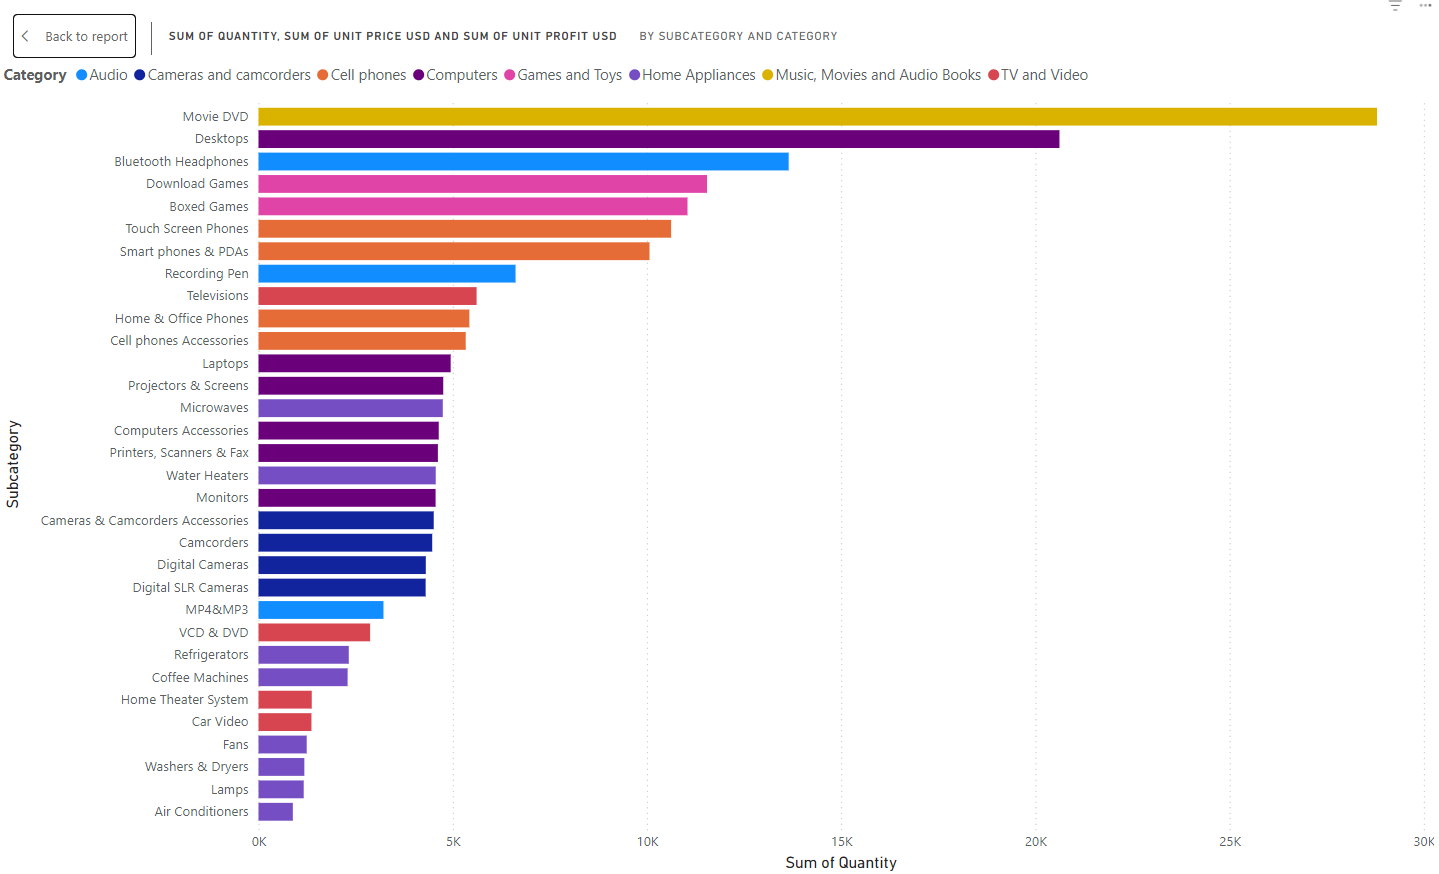 Back to report
SUM OF QUANTITY, SUM OF UNIT PRICE USD AND SUM OF UNIT PROFIT USD BY SUBCATEGORY AND CATEGORY
Category Audio Cameras and camcorders Cell phones Computers Games and Toys Home Appliances Music, Movies and Audio Books TV and Video
Movie DVD
Desktops
Bluetooth Headphones
Download Games
Boxed Games
Touch Screen Phones
Smart phones & PDAs
Recording Pen
Televisions
Home & Office Phones
Cell phones Accessories
Laptops
Projectors & Screens
Microwaves
Computers Accessories
Printers, Scanners & Fax
Water Heaters
Monitors
Cameras & Camcorders Accessories
Camcorders
Digital Cameras
Digital SLR Cameras
MP4&MP3
VCD & DVD
Refrigerators
Coffee Machines
Home Theater System
Car Video
Fans
Washers & Dryers
Lamps
Air Conditioners
Subcategory
0K 5K 10K 15K 20K 25K 30K
Sum of Quantity